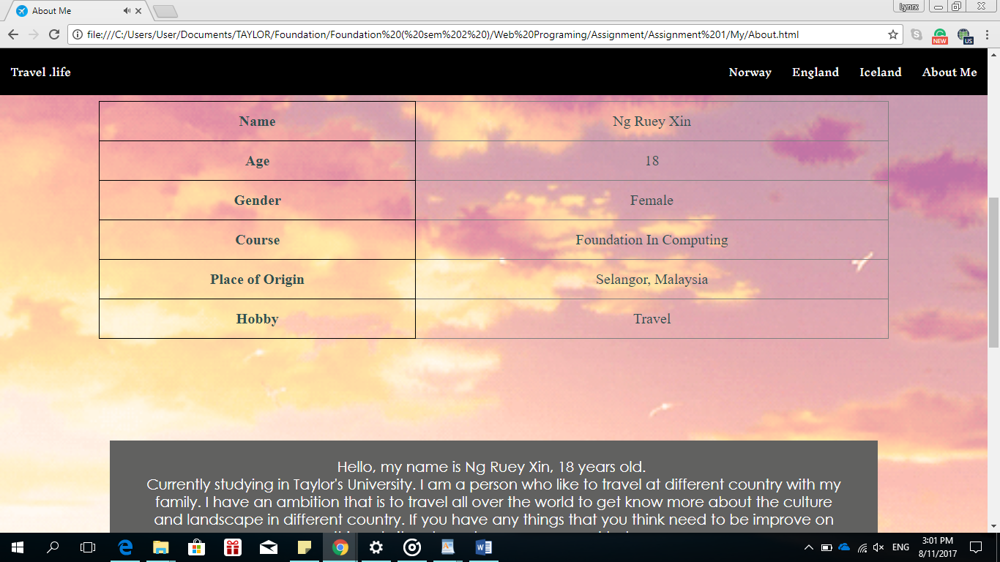 About Me
Lynrx
file:///C:/Users/User/Documents/TAYLOR/Foundation/Foundation%20(%20sem%202%20)/Web%20Programing/Assignment/Assignment%201/My/About.html
NEW
US
Travel .life
Norway England Iceland About Me
Name Ng Ruey Xin
Age 18
Gender Female
Course Foundation In Computing
Place of Origin Selangor, Malaysia
Hobby Travel
Hello, my name is Ng Ruey Xin, 18 years old.
Currently studying in Taylor's University. I am a person who like to travel at different country with my
family. I have an ambition that is to travel all over the world to get know more about the culture
and landscape in different country. If you have any things that you think need to be improve on
ENG
3:01 PM
8/11/2017